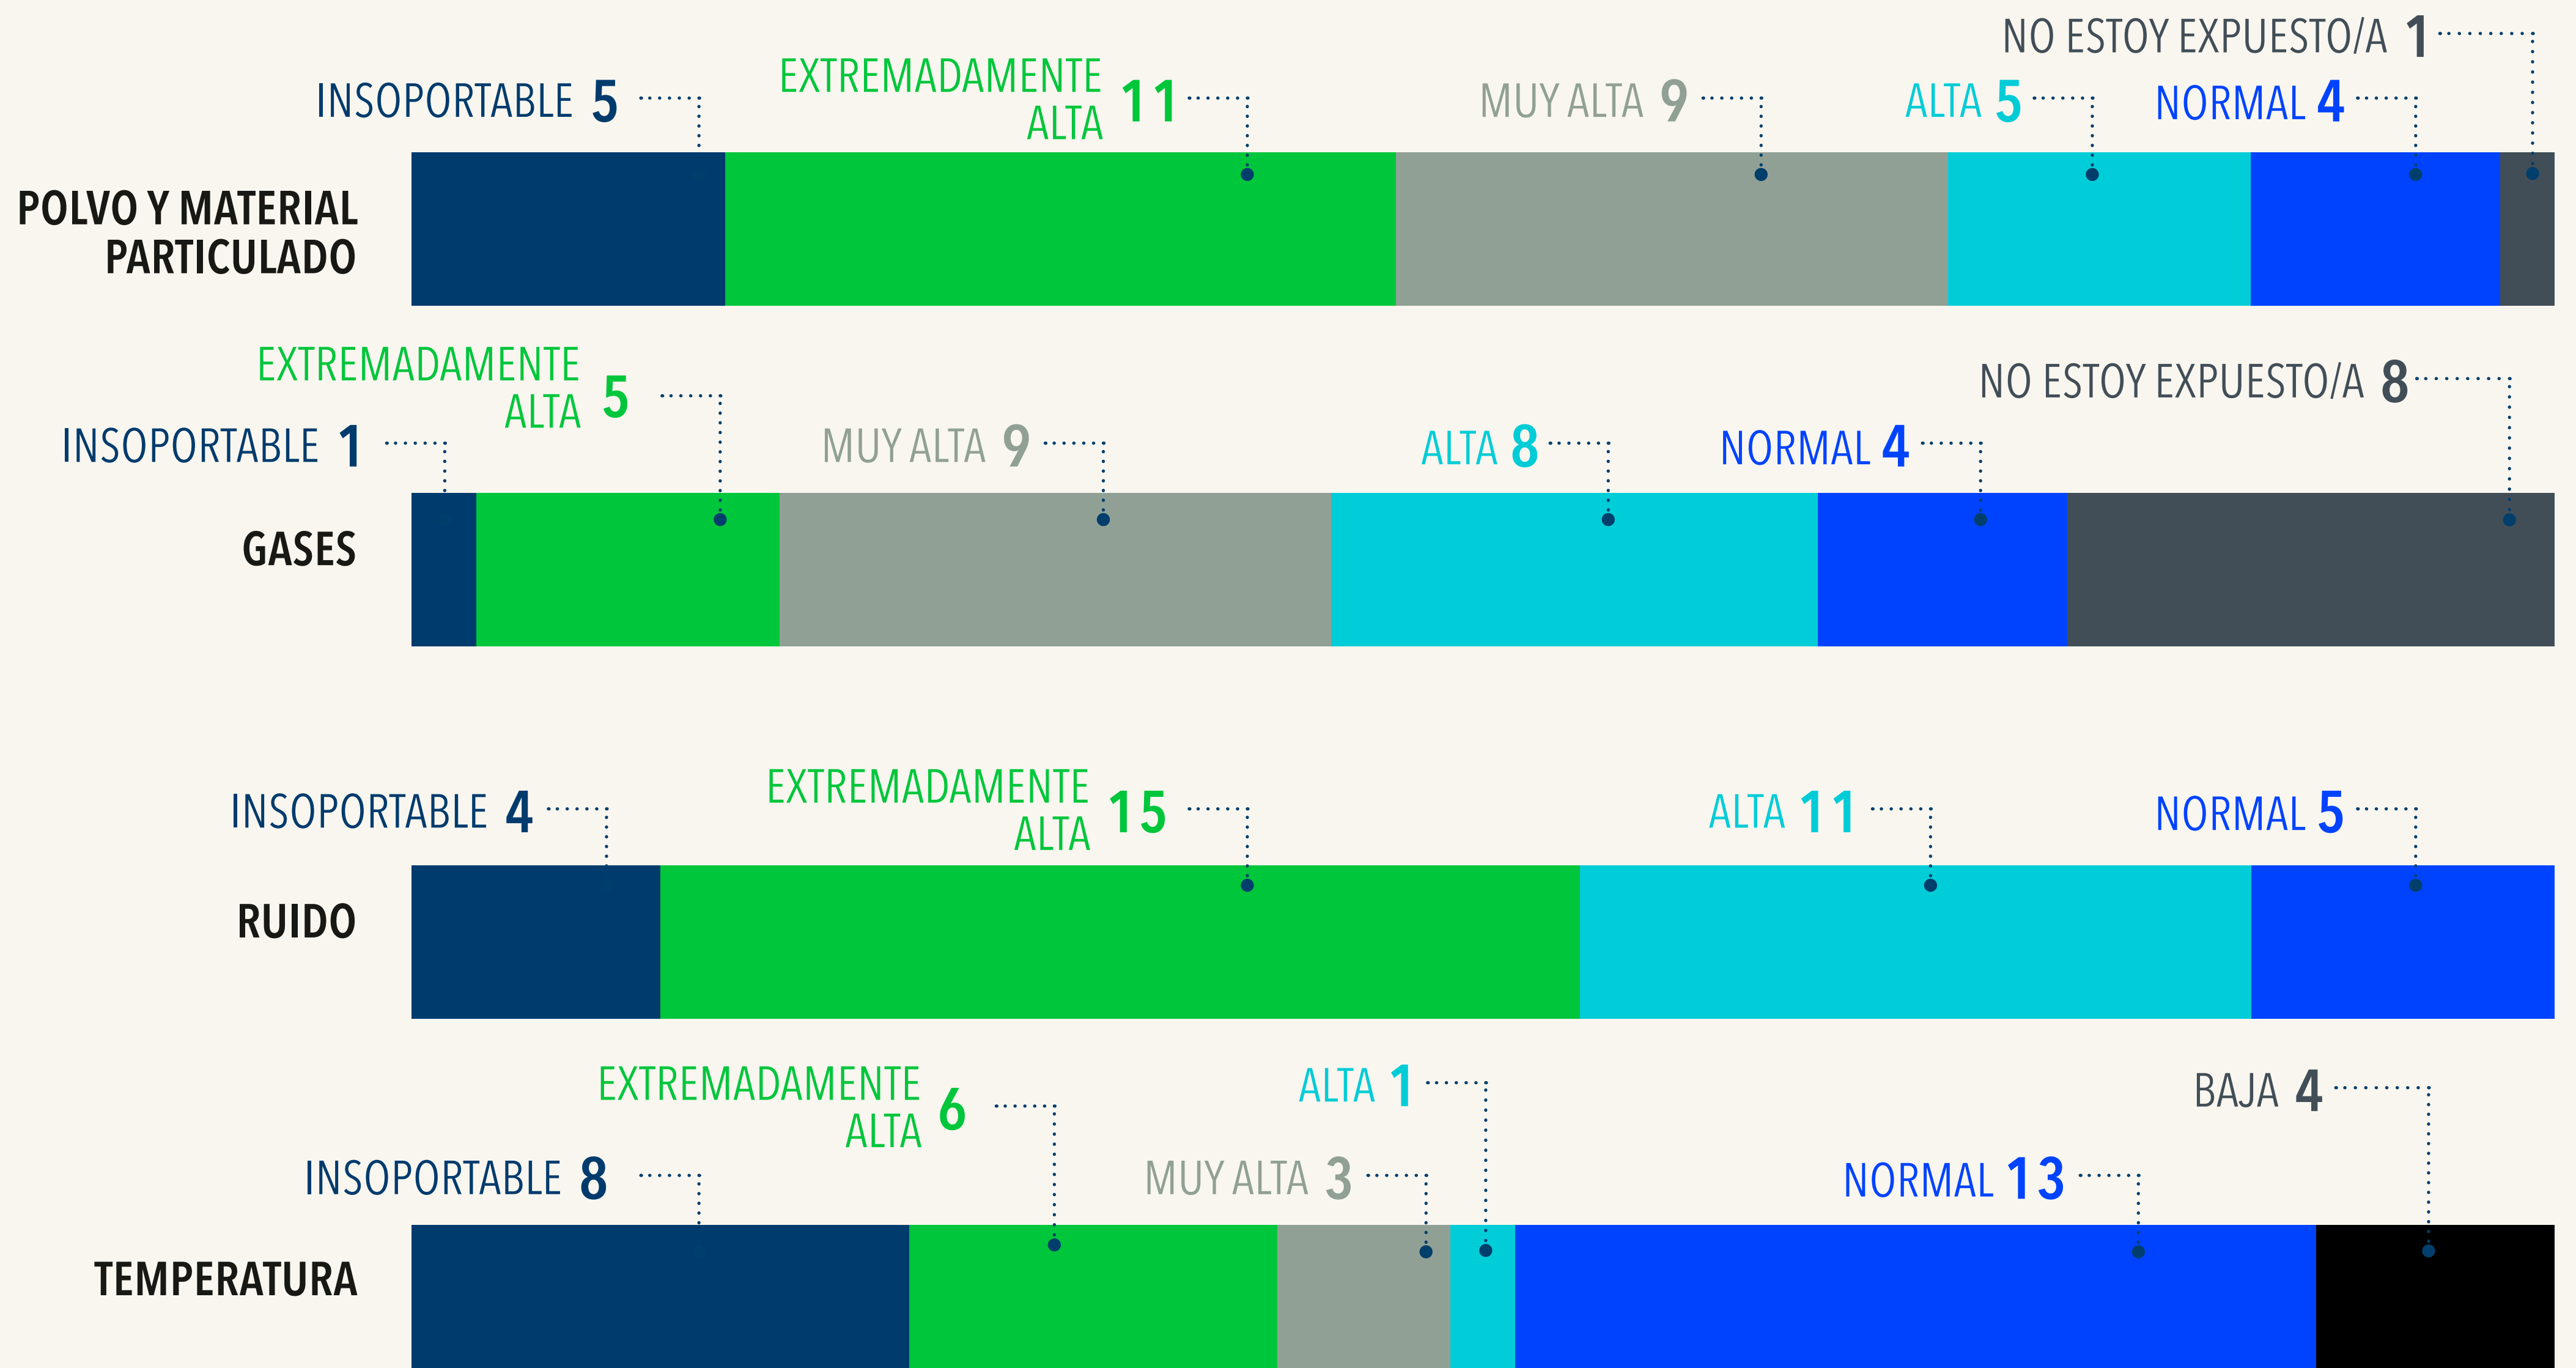 NO ESTOY EXPUESTO/A 1
INSOPORTABLE 5
EXTREMADAMENTE
ALTA 11
MUY ALTA 9
ALTA 5
NORMAL 4
POLVO Y MATERIAL
PARTICULADO
EXTREMADAMENTE
ALTA 5
NO ESTOY EXPUESTO/A 8
INSOPORTABLE 1
MUY ALTA 9
ALTA 8
NORMAL 4
GASES
INSOPORTABLE 4
EXTREMADAMENTE
ALTA 15
ALTA 11
NORMAL 5
RUIDO
EXTREMADAMENTE
ALTA 6
ALTA 1
BAJA 4
INSOPORTABLE 8
MUY ALTA 3
NORMAL 13
TEMPERATURA